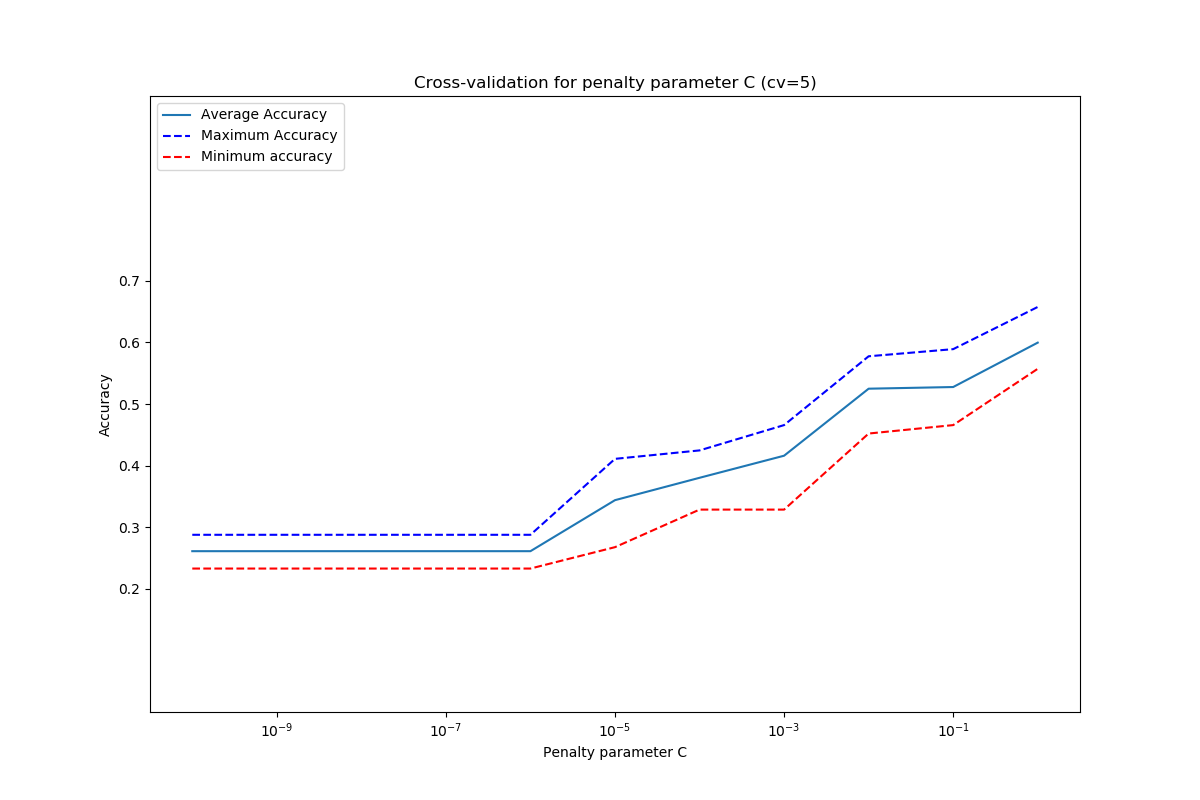 Cross-validation for penalty parameter C (cv=5)
Average Accuracy
Maximum Accuracy
Minimum accuracy
Accuracy
0.7
0.6
0.5
0.4
0.3
0.2
10⁻⁹ 10⁻⁷ 10⁻⁵ 10⁻³ 10⁻¹
Penalty parameter C